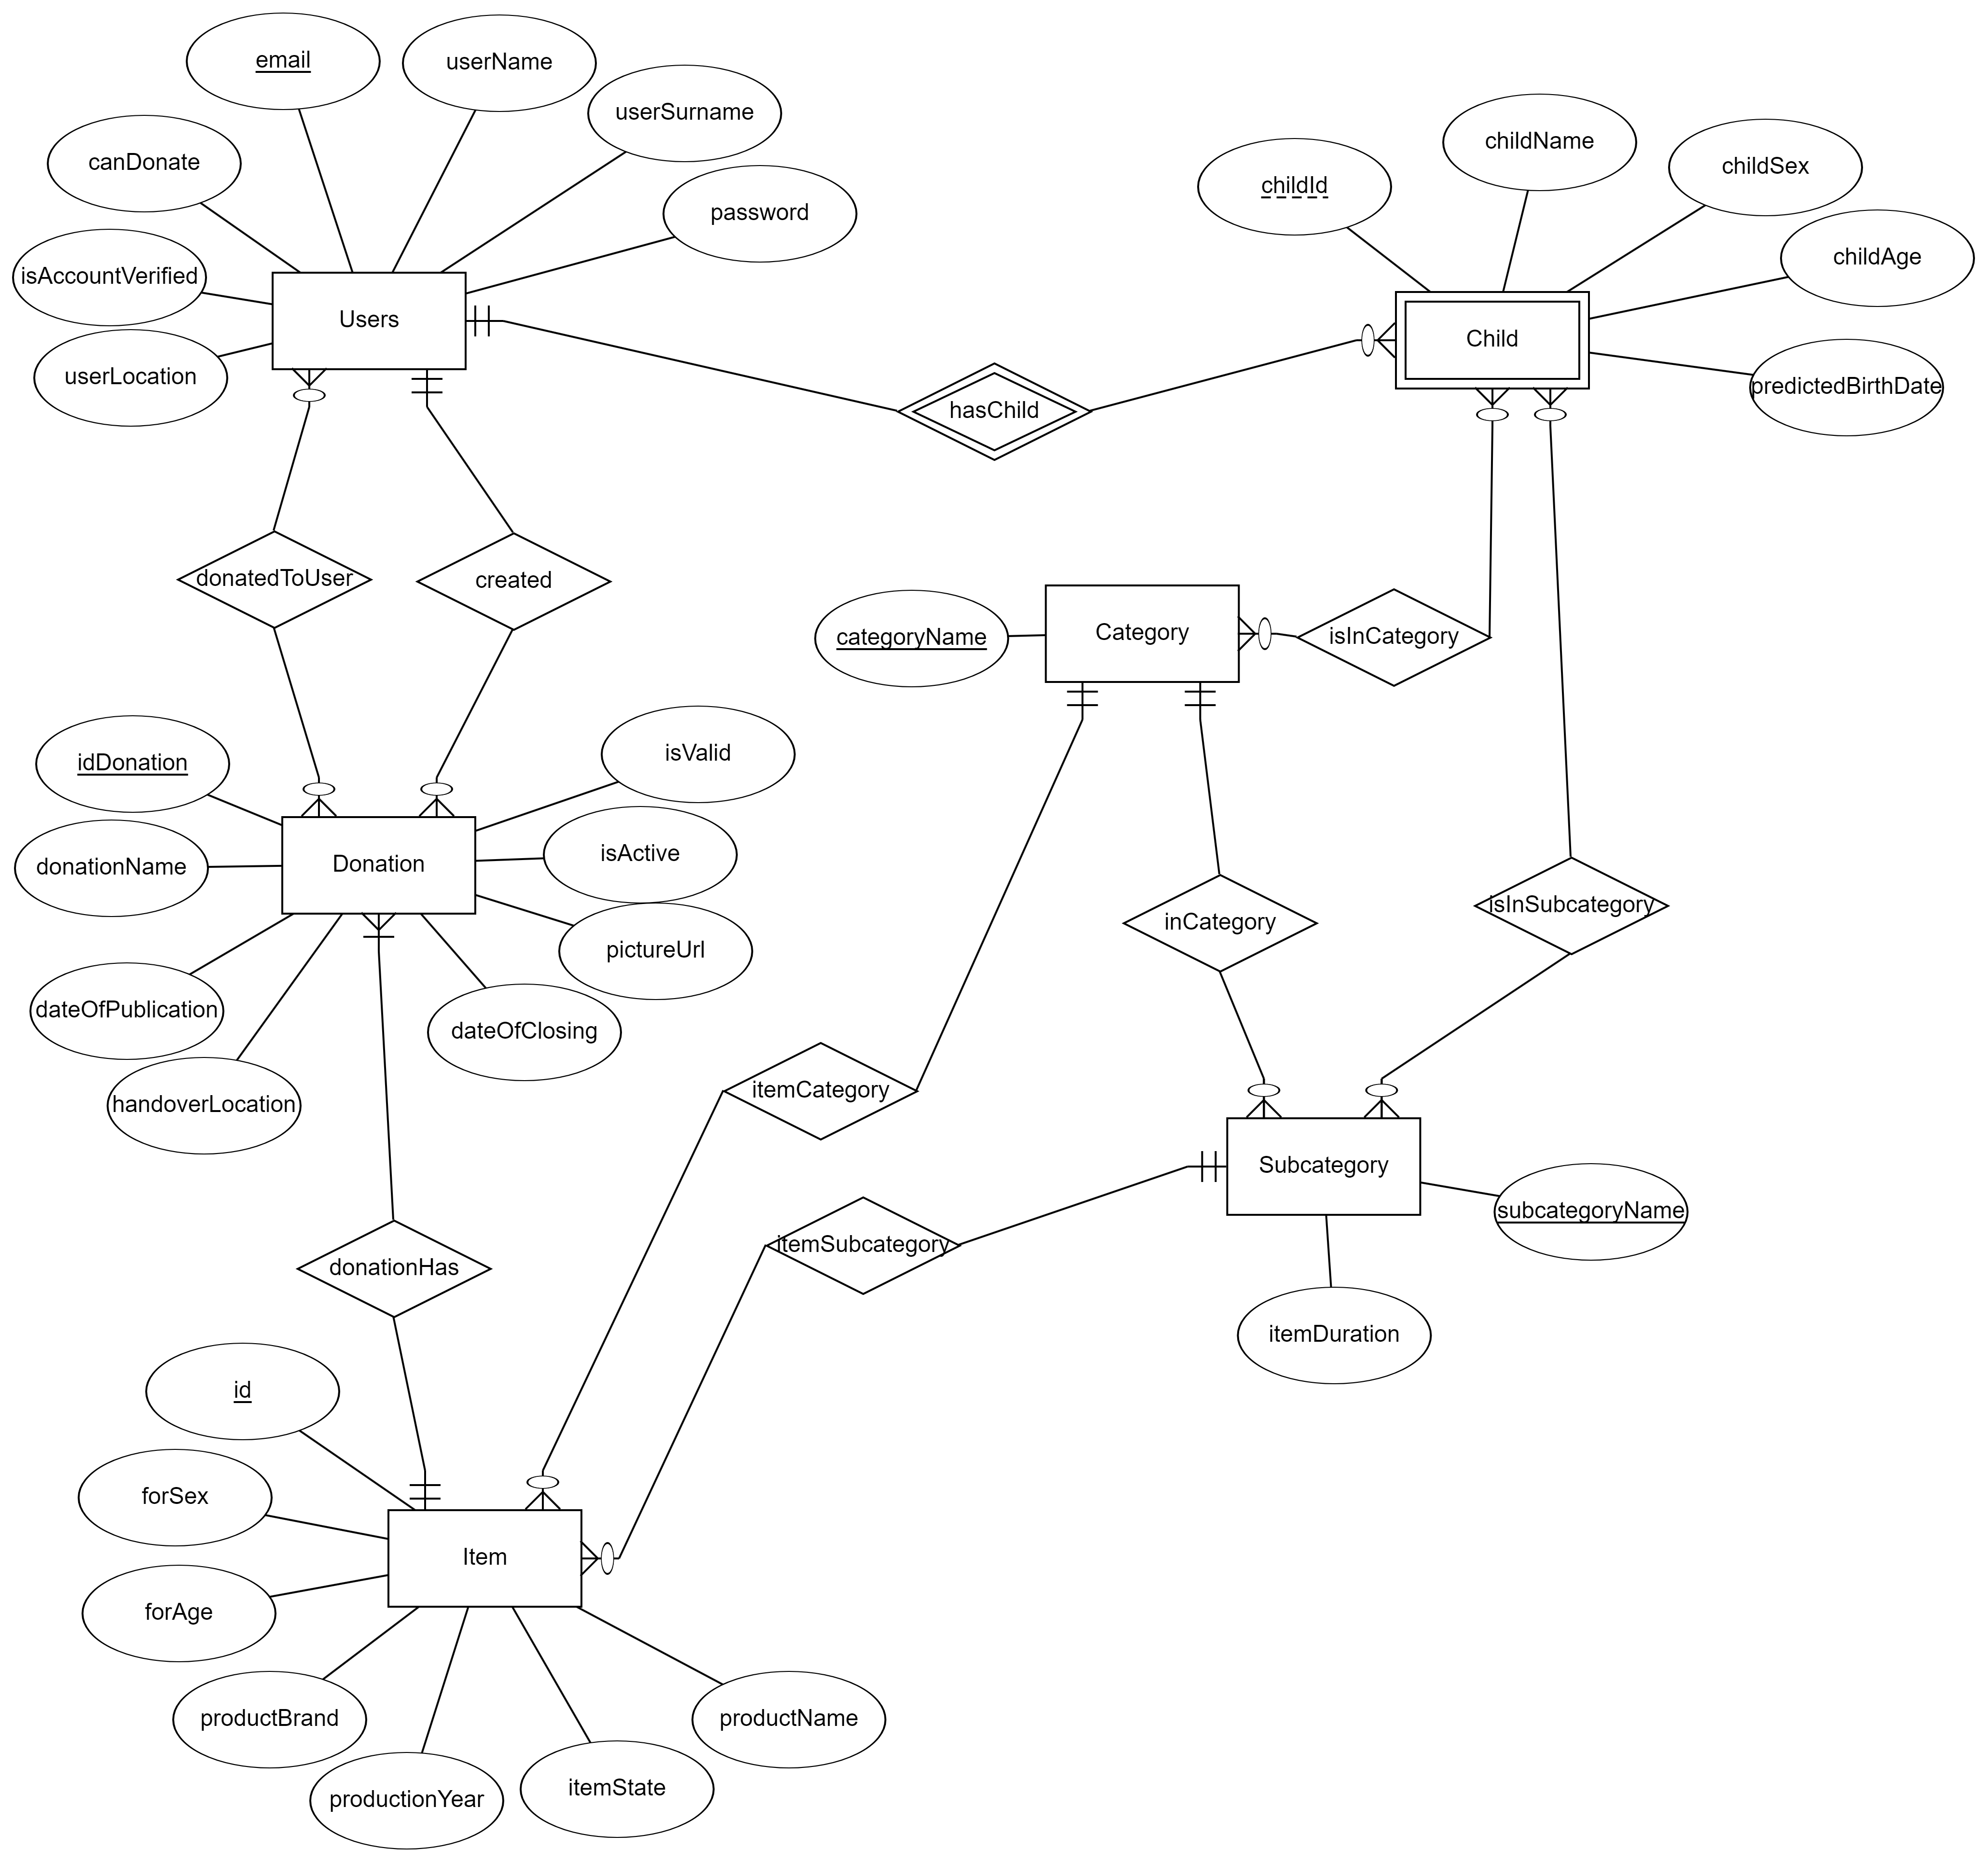 email
userName
userSurname
canDonate
password
isAccountVerified
userLocation
Users
childId
childName
childSex
childAge
predictedBirthDate
Child
hasChild
donatedToUser
created
categoryName
Category
isInCategory
idDonation
donationName
Donation
isValid
isActive
pictureUrl
dateOfPublication
dateOfClosing
handoverLocation
inCategory
isInSubcategory
itemCategory
itemSubcategory
Subcategory
subcategoryName
itemDuration
donationHas
id
forSex
forAge
Item
productBrand
productionYear
itemState
productName